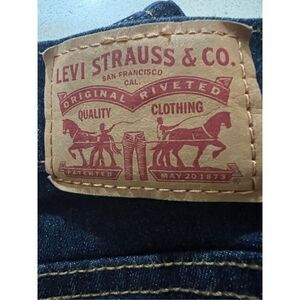 LEVI STRAUSS & CO.
SAN FRANCISCO
CAL.
ORIGINAL RIVETED
QUALITY CLOTHING
PATENTED MAY 20 1873